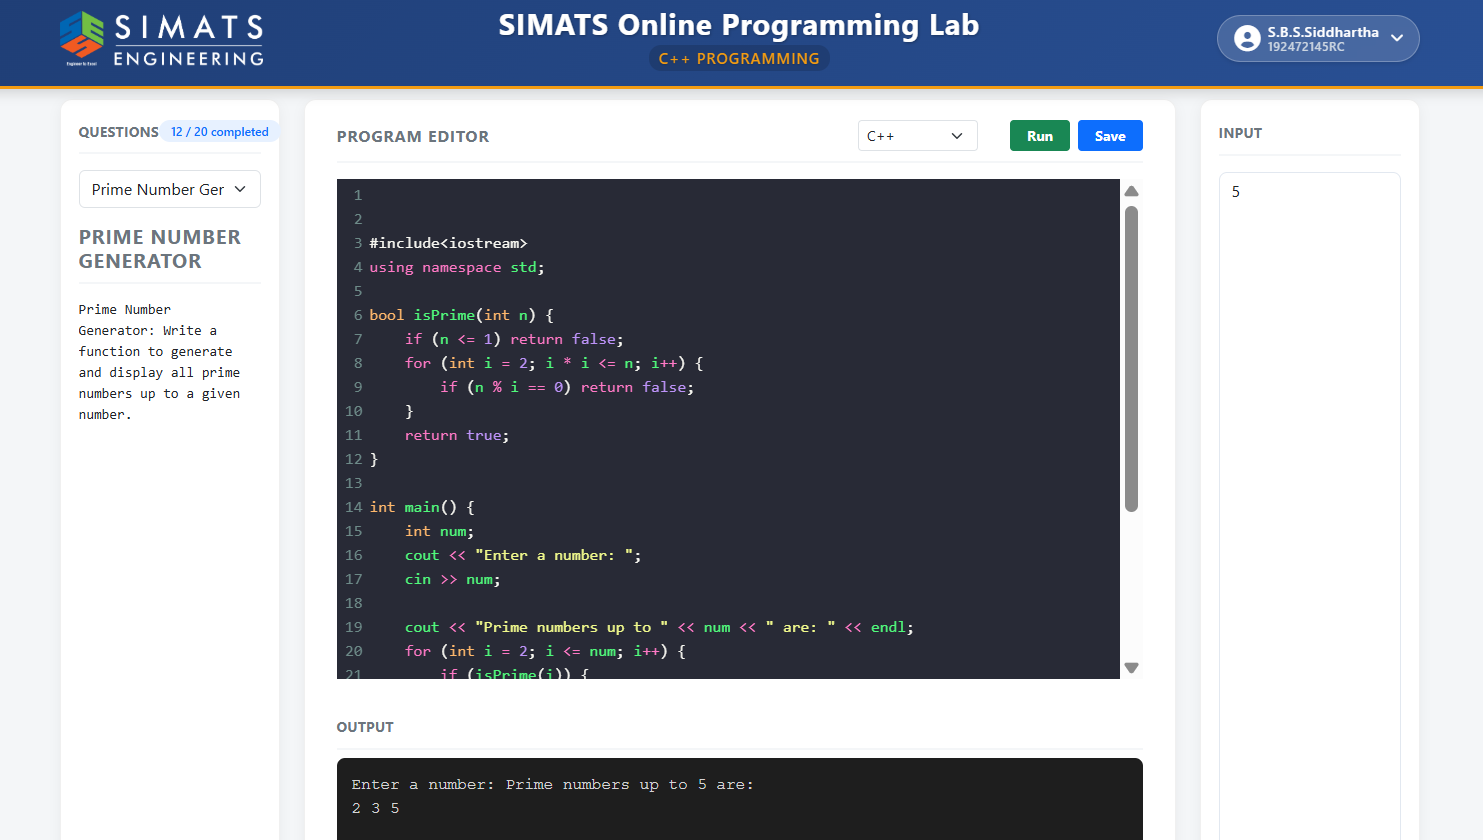 SIMATS
ENGINEERING
Engineer to Excel
SIMATS Online Programming Lab
C++ PROGRAMMING
S.B.S.Siddhartha
192472145RC
QUESTIONS 12 / 20 completed
Prime Number Ger
PRIME NUMBER
GENERATOR
Prime Number
Generator: Write a
function to generate
and display all prime
numbers up to a given
number.
PROGRAM EDITOR
C++
Run
Save
1
2
3 #include<iostream>
4 using namespace std;
5
6 bool isPrime(int n) {
7     if (n <= 1) return false;
8     for (int i = 2; i * i <= n; i++) {
9         if (n % i == 0) return false;
10     }
11     return true;
12 }
13
14 int main() {
15     int num;
16     cout << "Enter a number: ";
17     cin >> num;
18
19     cout << "Prime numbers up to " << num << " are: " << endl;
20     for (int i = 2; i <= num; i++) {
21         if (isPrime(i)) {
OUTPUT
Enter a number: Prime numbers up to 5 are:
2 3 5
INPUT
5